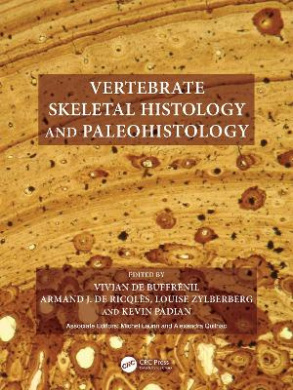 VERTEBRATE
SKELETAL HISTOLOGY
AND PALEOHISTOLOGY
EDITED BY
VIVIAN DE BUFFRÉNIL
ARMAND J. DE RICQLÈS, LOUISE ZYLBERBERG
AND KEVIN PADIAN
Associate Editors: Michel Laurin and Alexandra Quilhac
CRC Press